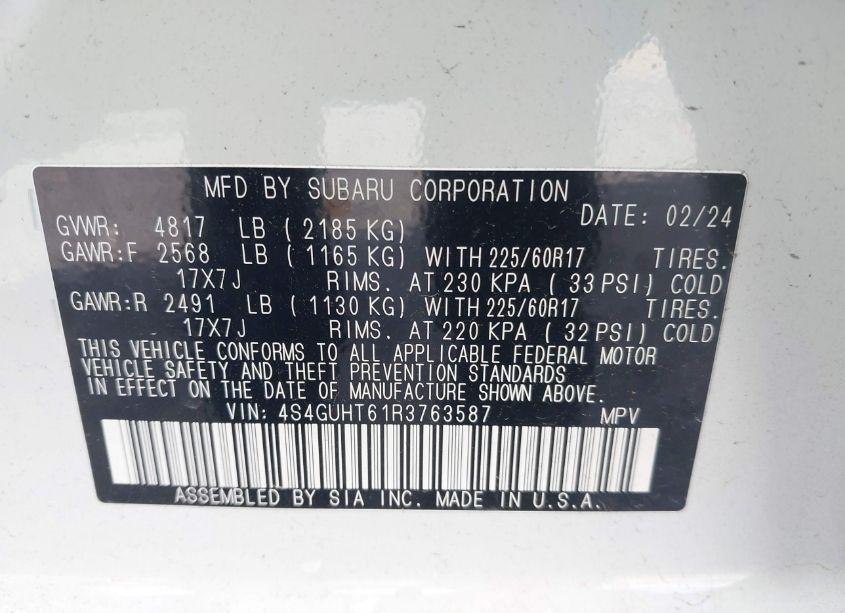 MFD BY SUBARU CORPORATION
DATE: 02/24
GVWR: 4817 LB ( 2185 KG)
GAWR:F 2568 LB ( 1165 KG) WITH 225/60R17 TIRES.
17X7J RIMS. AT 230 KPA ( 33 PSI) COLD
GAWR:R 2491 LB ( 1130 KG) WITH 225/60R17 TIRES.
17X7J RIMS. AT 220 KPA ( 32 PSI) COLD
THIS VEHICLE CONFORMS TO ALL APPLICABLE FEDERAL MOTOR
VEHICLE SAFETY AND THEFT PREVENTION STANDARDS
IN EFFECT ON THE DATE OF MANUFACTURE SHOWN ABOVE.
VIN: 4S4GUHT61R3763587 MPV
ASSEMBLED BY SIA INC. MADE IN U.S.A.